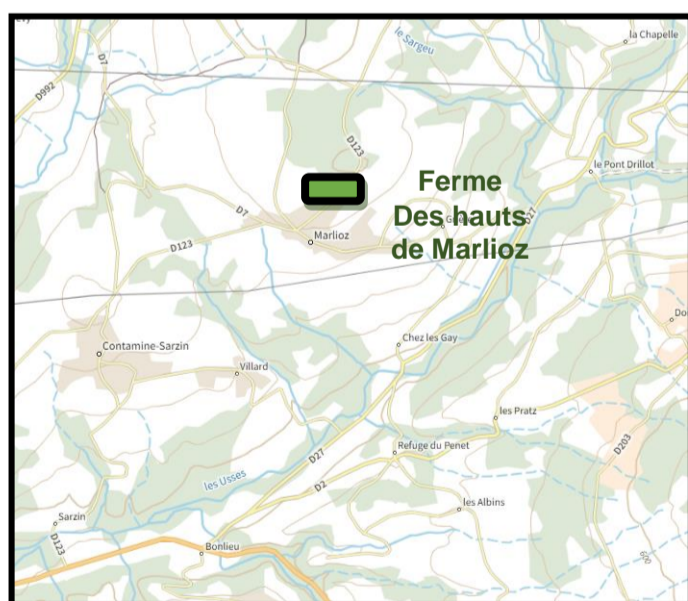 la Chapelle
le Sargeu
D7
D992
D123
le Pont Drillot
Ferme
Des hauts
de Marlioz
D7
D27
D123
Marlioz
Contamine-Sarzin
Chez les Gay
Villard
les Pratz
D203
D27
Refuge du Penet
D2
les Usses
les Albins
Sarzin
D123
Bonlieu
600